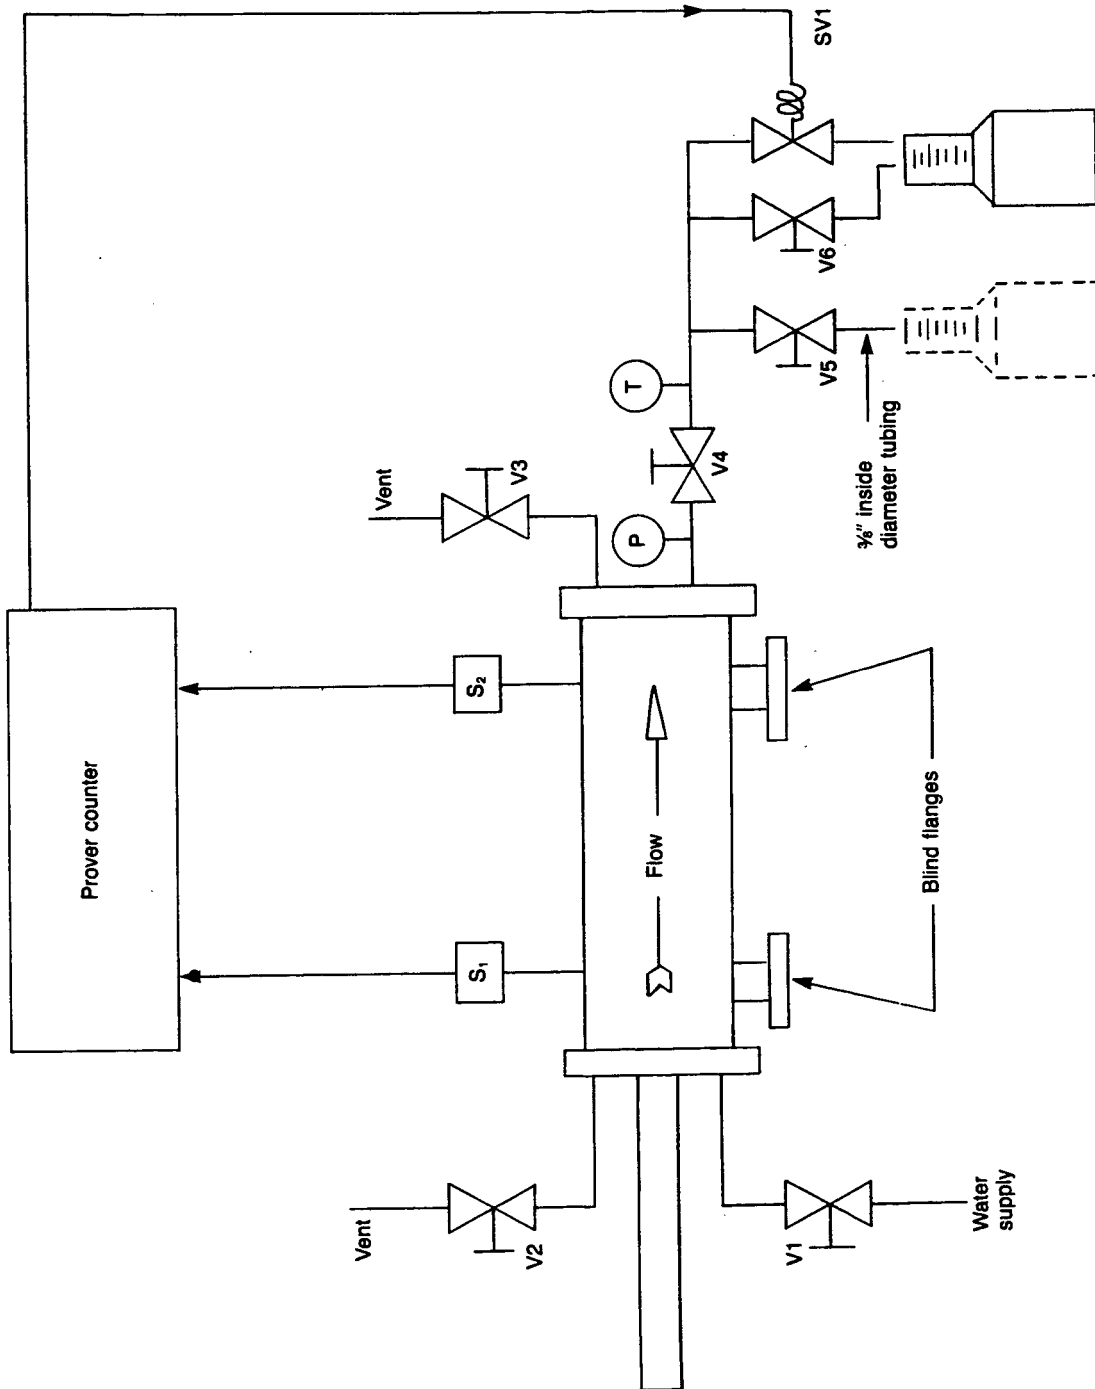 Prover counter
SV1
S1
S2
Vent
V3
Vent
V2
Flow
P
T
V4
V5
V6
3/8" inside
diameter tubing
V1
Water
supply
Blind flanges